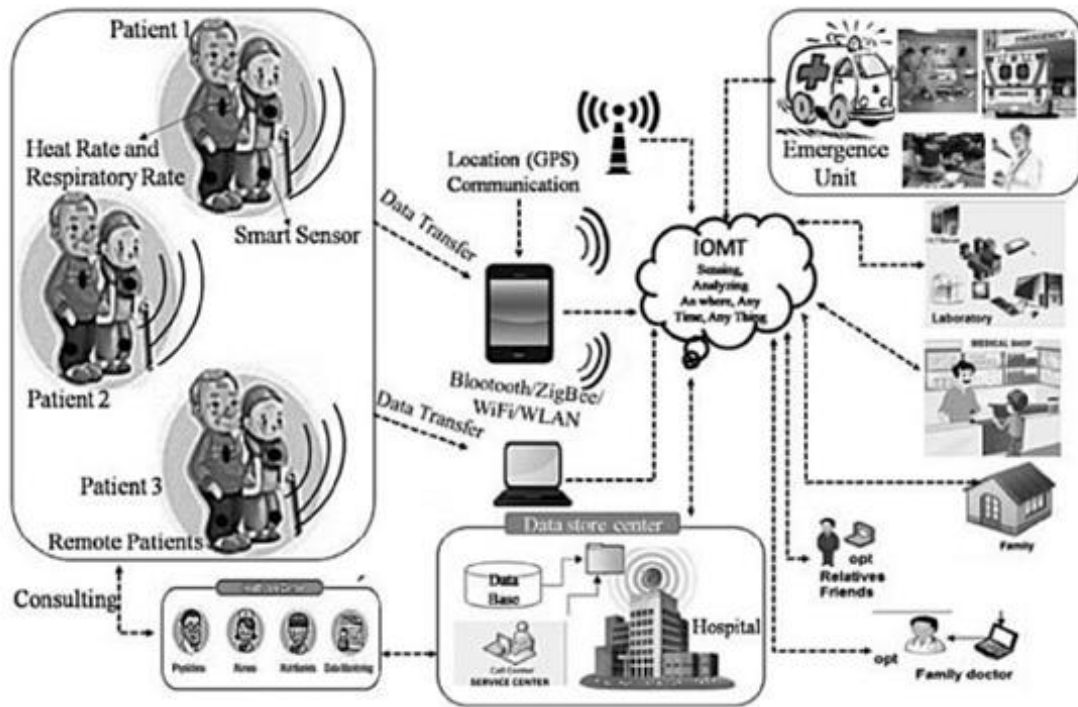 Patient 1
Heat Rate and
Respiratory Rate
Smart Sensor
Patient 2
Patient 3
Remote Patients
Consulting
Data Transfer
Data Transfer
Location (GPS)
Communication
Blootooth/ZigBee/
WiFi/WLAN
IOMT
Sensing,
Analyzing
An where, Any
Time, Any Thing
Emergence
Unit
Laboratory
MEDICAL SHOP
Family
opt
Relatives
Friends
opt
Family doctor
Data store center
Data
Base
Call Center
SERVICE CENTER
Hospital